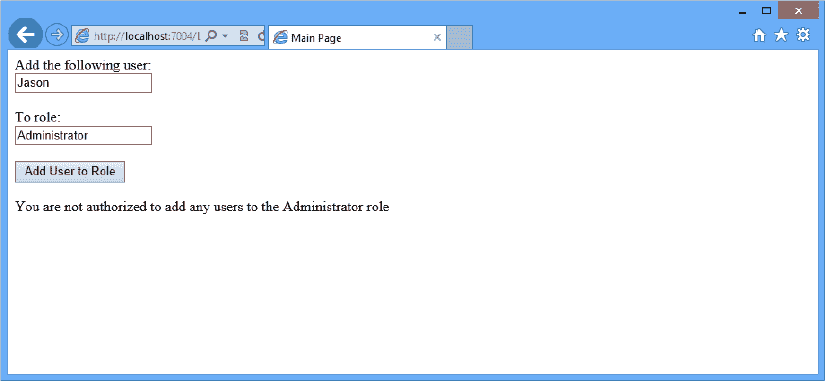 http://localhost:7004/
Main Page
Add the following user:
Jason
To role:
Administrator
Add User to Role
You are not authorized to add any users to the Administrator role